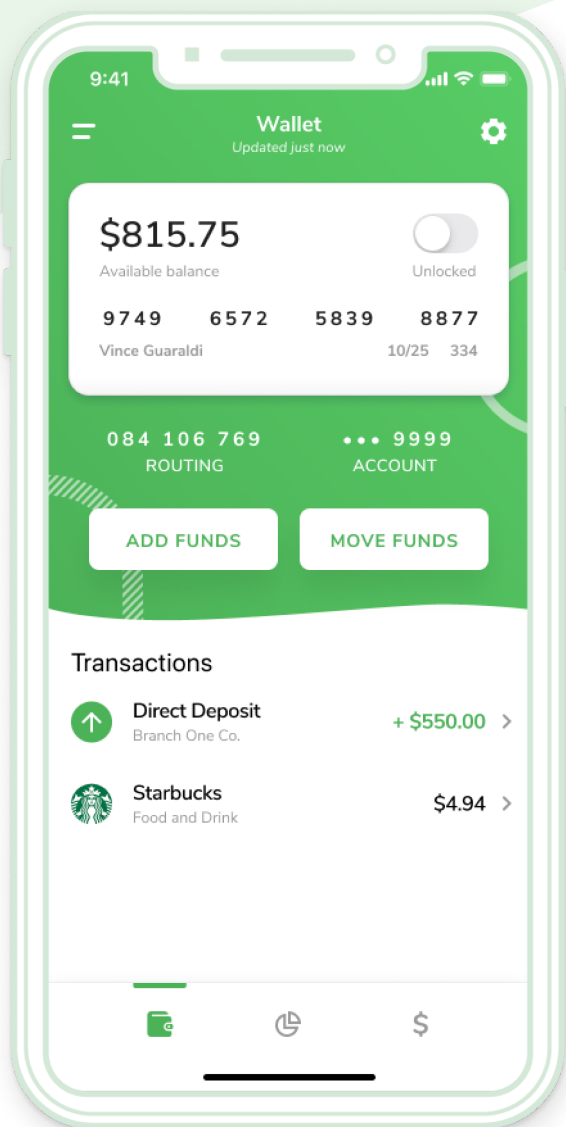 9:41
Wallet
Updated just now
$815.75
Available balance Unlocked
9749 6572 5839 8877
Vince Guaraldi 10/25 334
084 106 769 ••• 9999
ROUTING ACCOUNT
ADD FUNDS MOVE FUNDS
Transactions
Direct Deposit + $550.00
Branch One Co.
Starbucks $4.94
Food and Drink
$